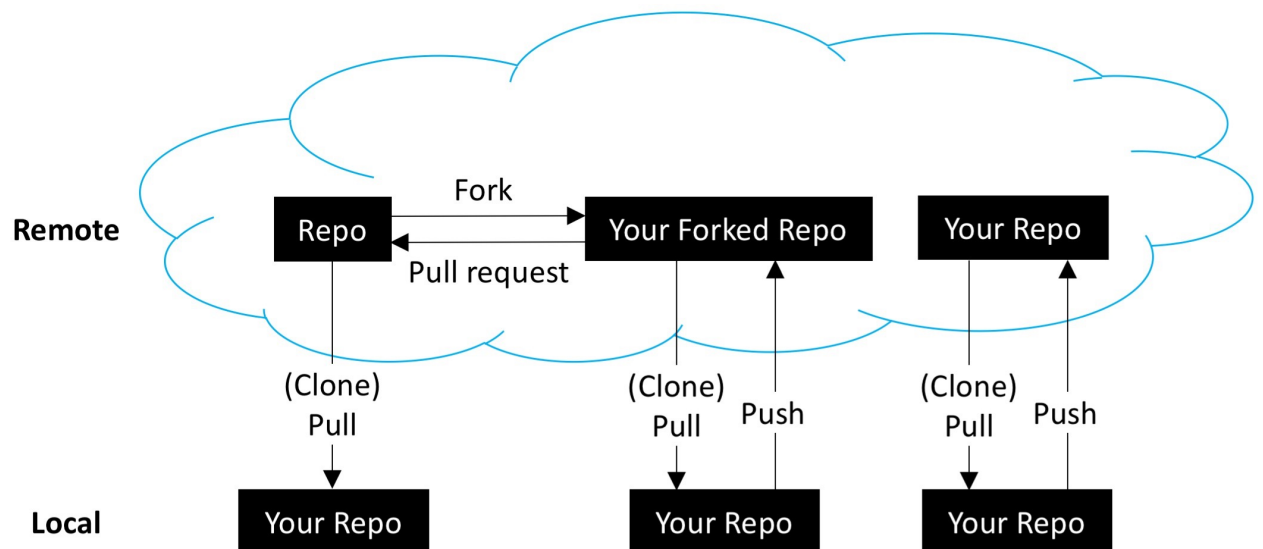 Fork
Remote
Repo
Your Forked Repo
Your Repo
Pull request
(Clone)
Pull
(Clone)
Pull
Push
(Clone)
Pull
Push
Local
Your Repo
Your Repo
Your Repo